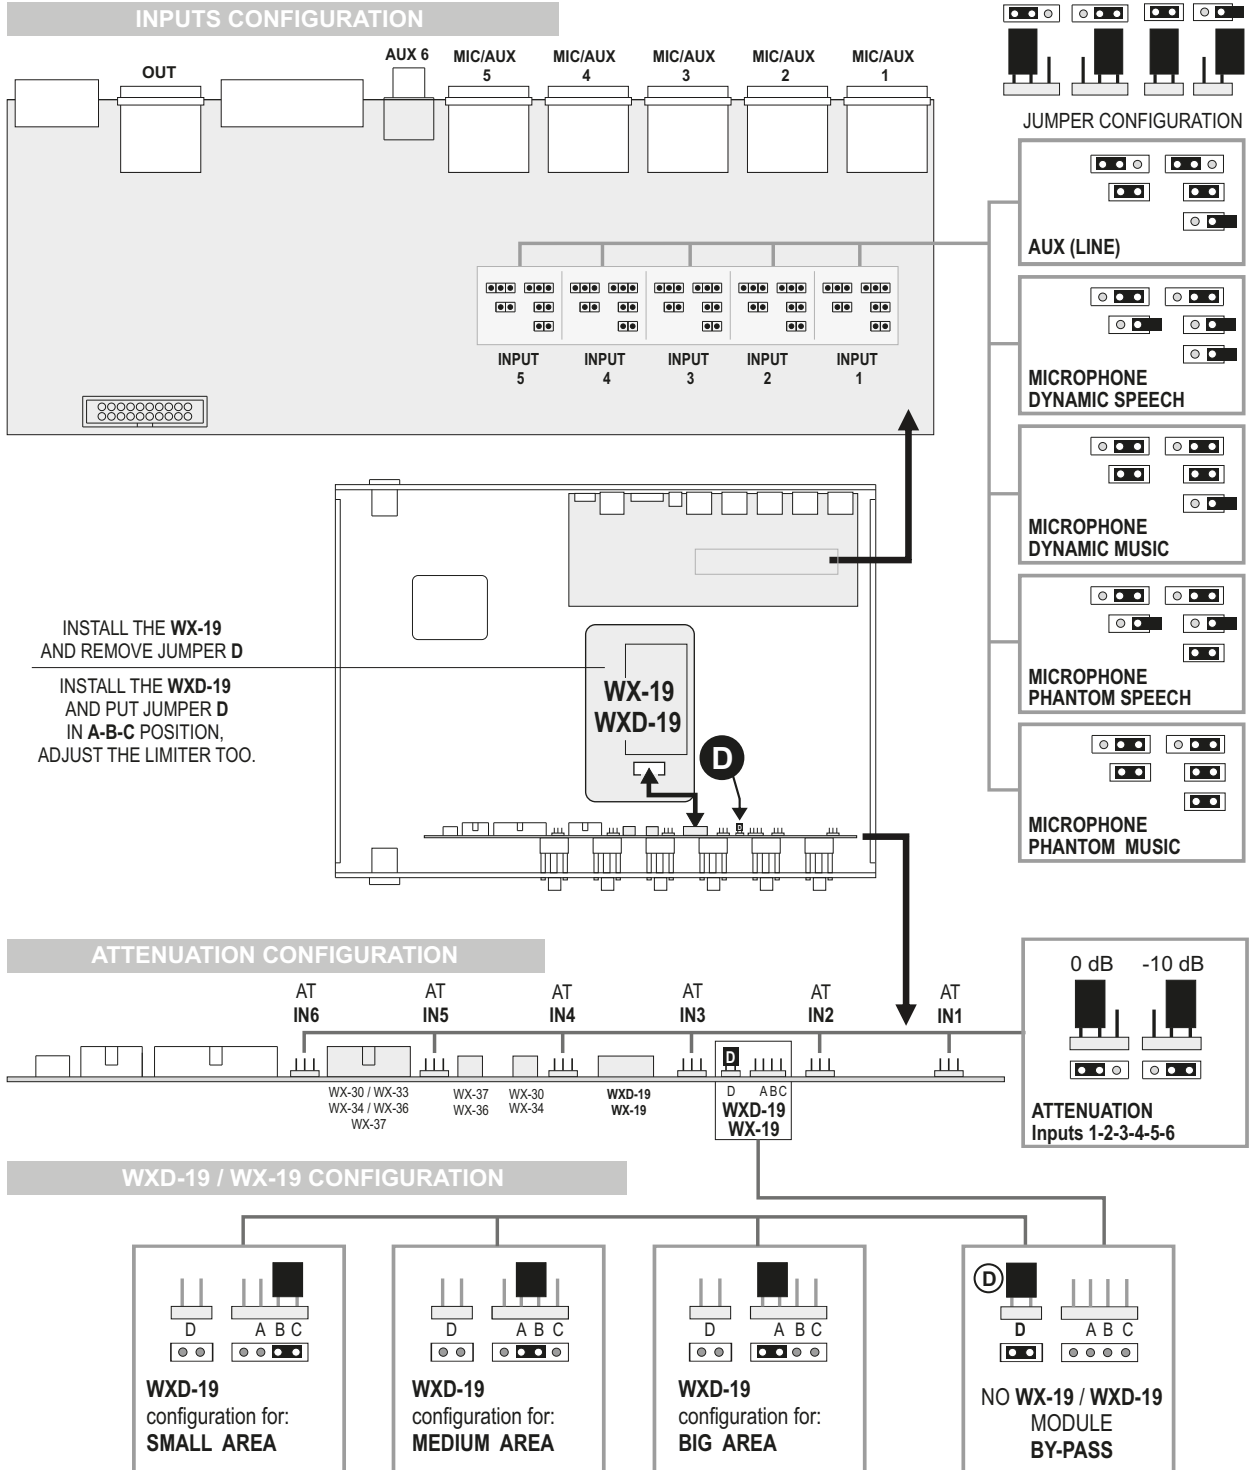 INPUTS CONFIGURATION
OUT
AUX 6
MIC/AUX
5
MIC/AUX
4
MIC/AUX
3
MIC/AUX
2
MIC/AUX
1
JUMPER CONFIGURATION
AUX (LINE)
MICROPHONE
DYNAMIC SPEECH
MICROPHONE
DYNAMIC MUSIC
MICROPHONE
PHANTOM SPEECH
MICROPHONE
PHANTOM MUSIC
INPUT
5
INPUT
4
INPUT
3
INPUT
2
INPUT
1
INSTALL THE WX-19
AND REMOVE JUMPER D
INSTALL THE WXD-19
AND PUT JUMPER D
IN A-B-C POSITION,
ADJUST THE LIMITER TOO.
WX-19
WXD-19
D
D
ATTENUATION CONFIGURATION
AT
IN6
AT
IN5
AT
IN4
AT
IN3
AT
IN2
AT
IN1
0 dB -10 dB
ATTENUATION
Inputs 1-2-3-4-5-6
WX-30 / WX-33
WX-34 / WX-36
WX-37
WX-37
WX-36
WX-30
WX-34
WXD-19
WX-19
D
D A B C
WXD-19
WX-19
WXD-19 / WX-19 CONFIGURATION
D A B C
WXD-19
configuration for:
SMALL AREA
D A B C
WXD-19
configuration for:
MEDIUM AREA
D A B C
WXD-19
configuration for:
BIG AREA
D
D A B C
NO WX-19 / WXD-19
MODULE
BY-PASS